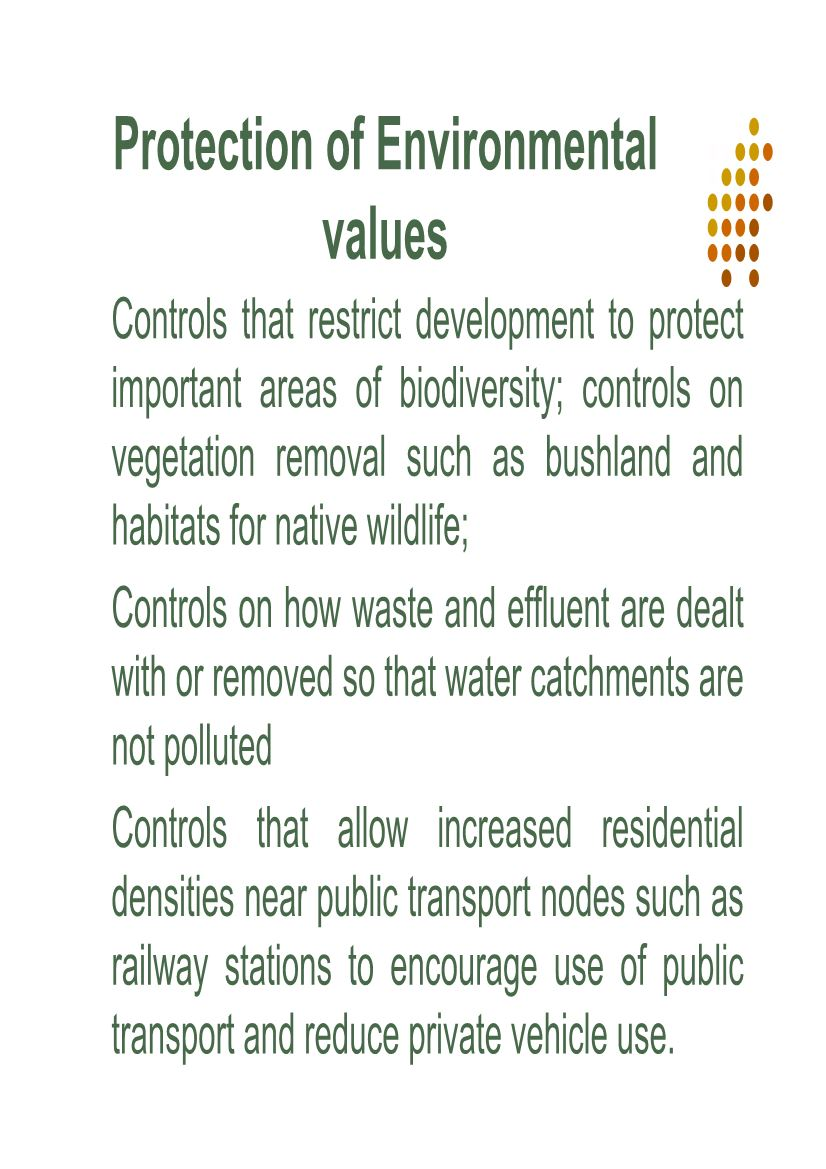 Protection of Environmental
values
Controls that restrict development to protect
important areas of biodiversity; controls on
vegetation removal such as bushland and
habitats for native wildlife;
Controls on how waste and effluent are dealt
with or removed so that water catchments are
not polluted
Controls that allow increased residential
densities near public transport nodes such as
railway stations to encourage use of public
transport and reduce private vehicle use.